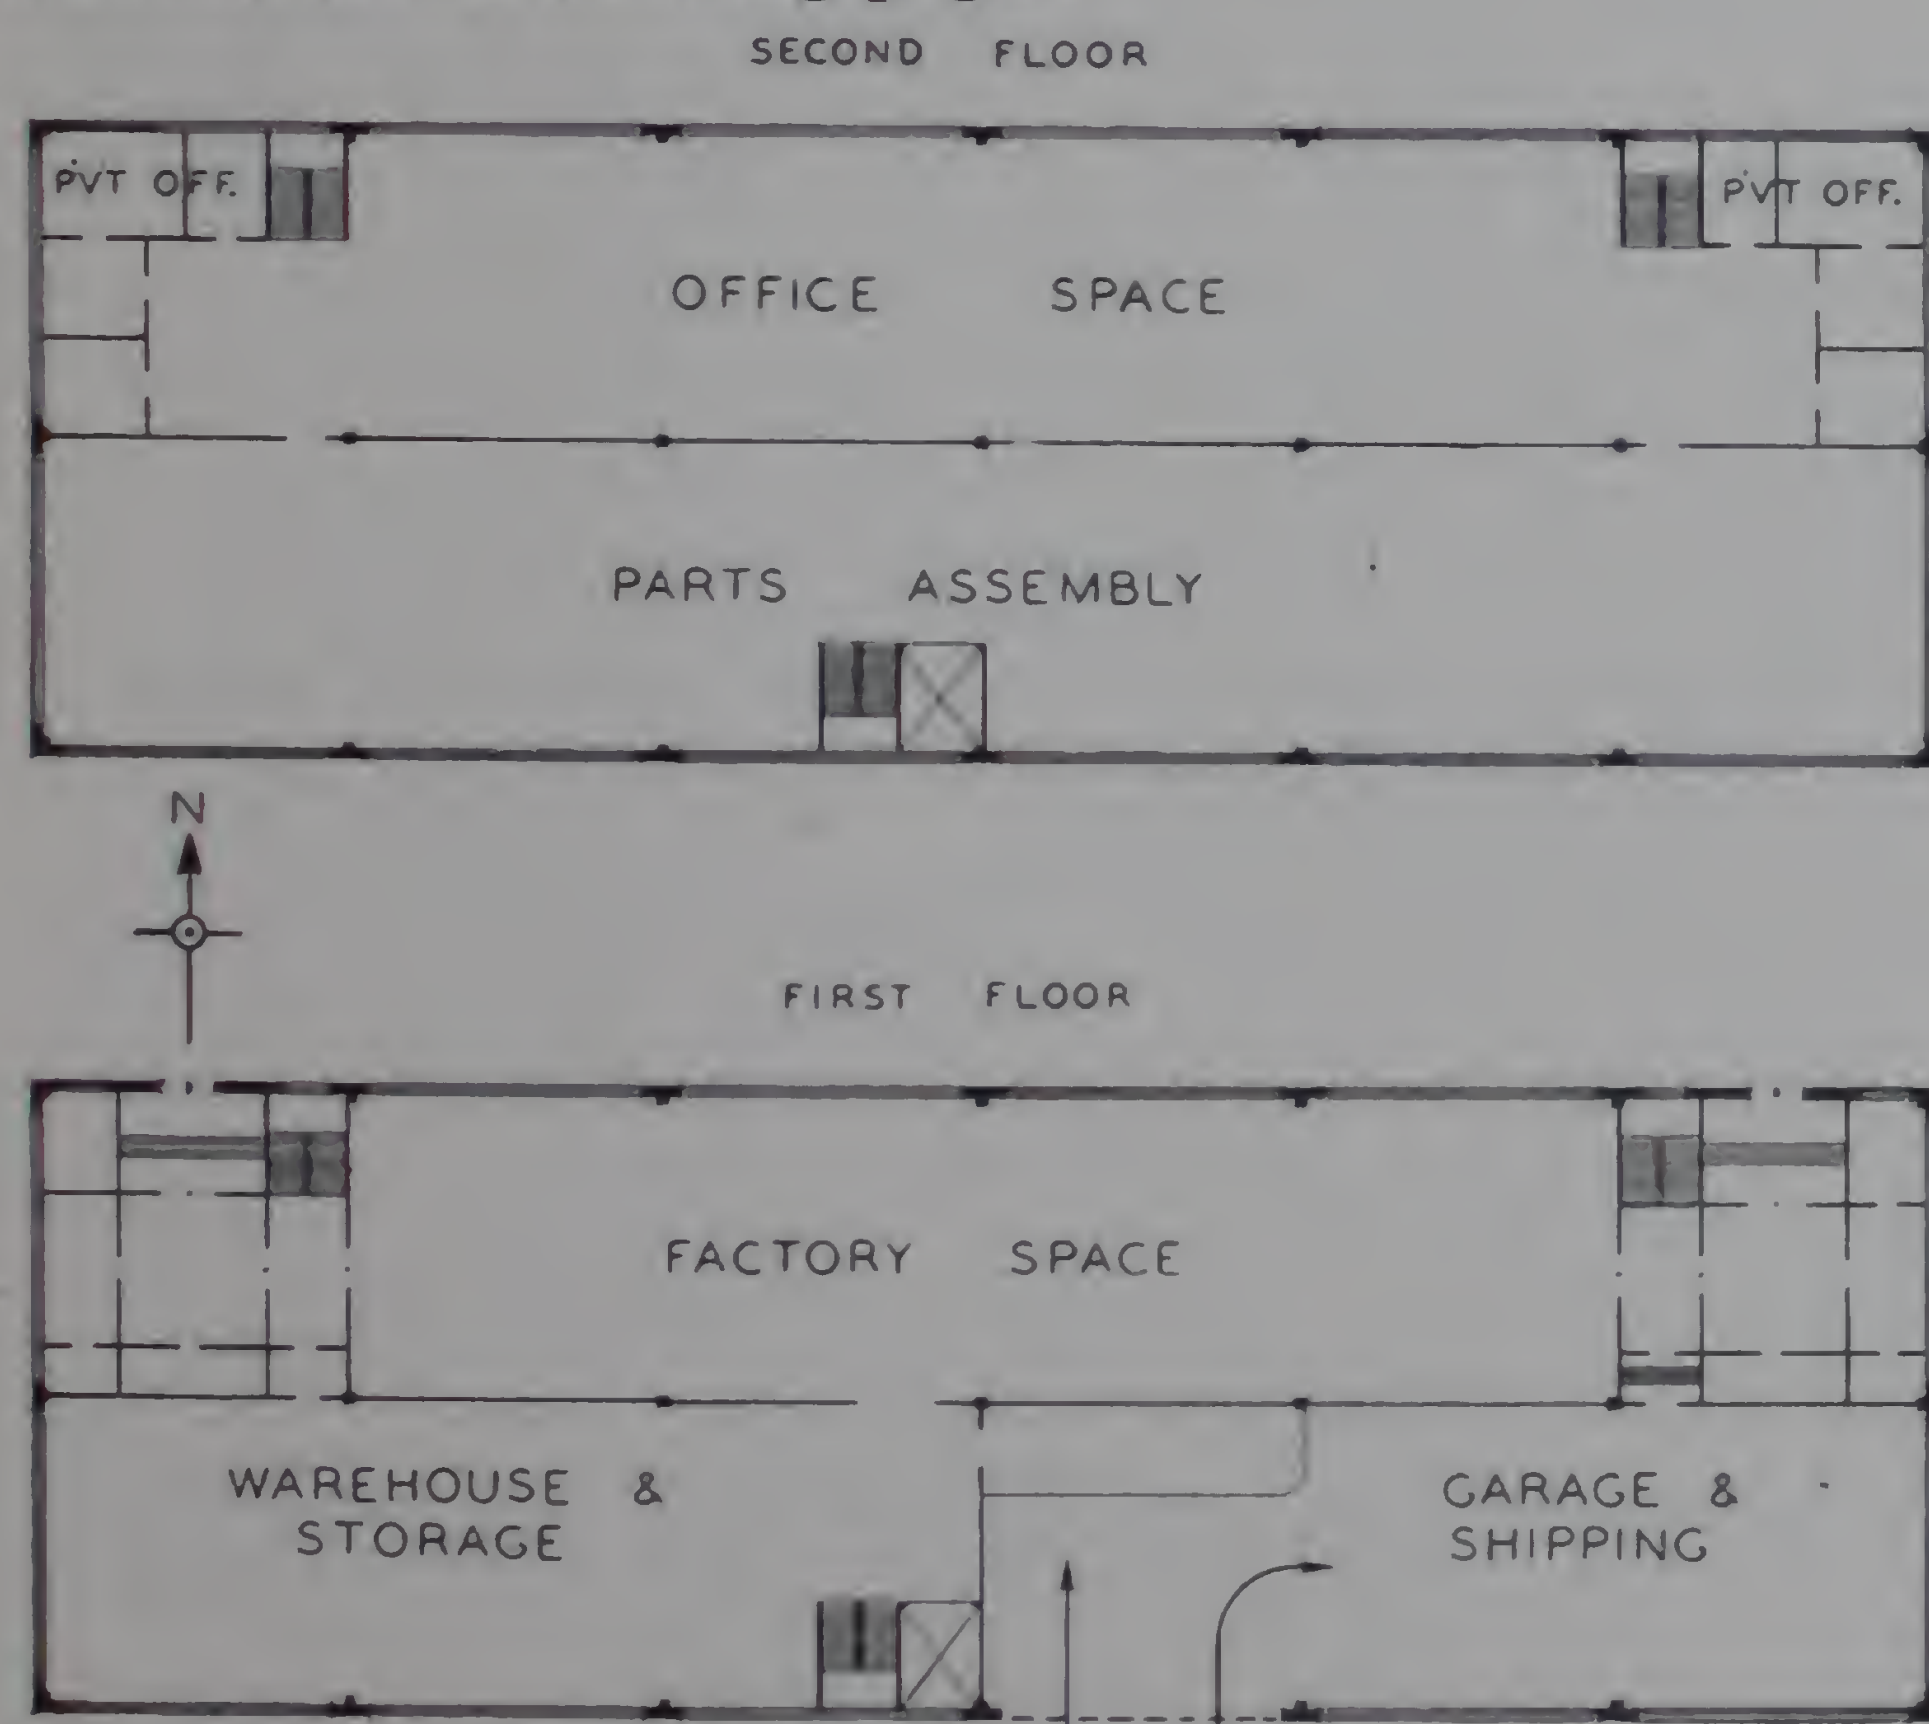 SECOND FLOOR
PVT OFF.
PVT OFF.
OFFICE SPACE
PARTS ASSEMBLY
N
FIRST FLOOR
FACTORY SPACE
WAREHOUSE &
STORAGE
GARAGE &
SHIPPING